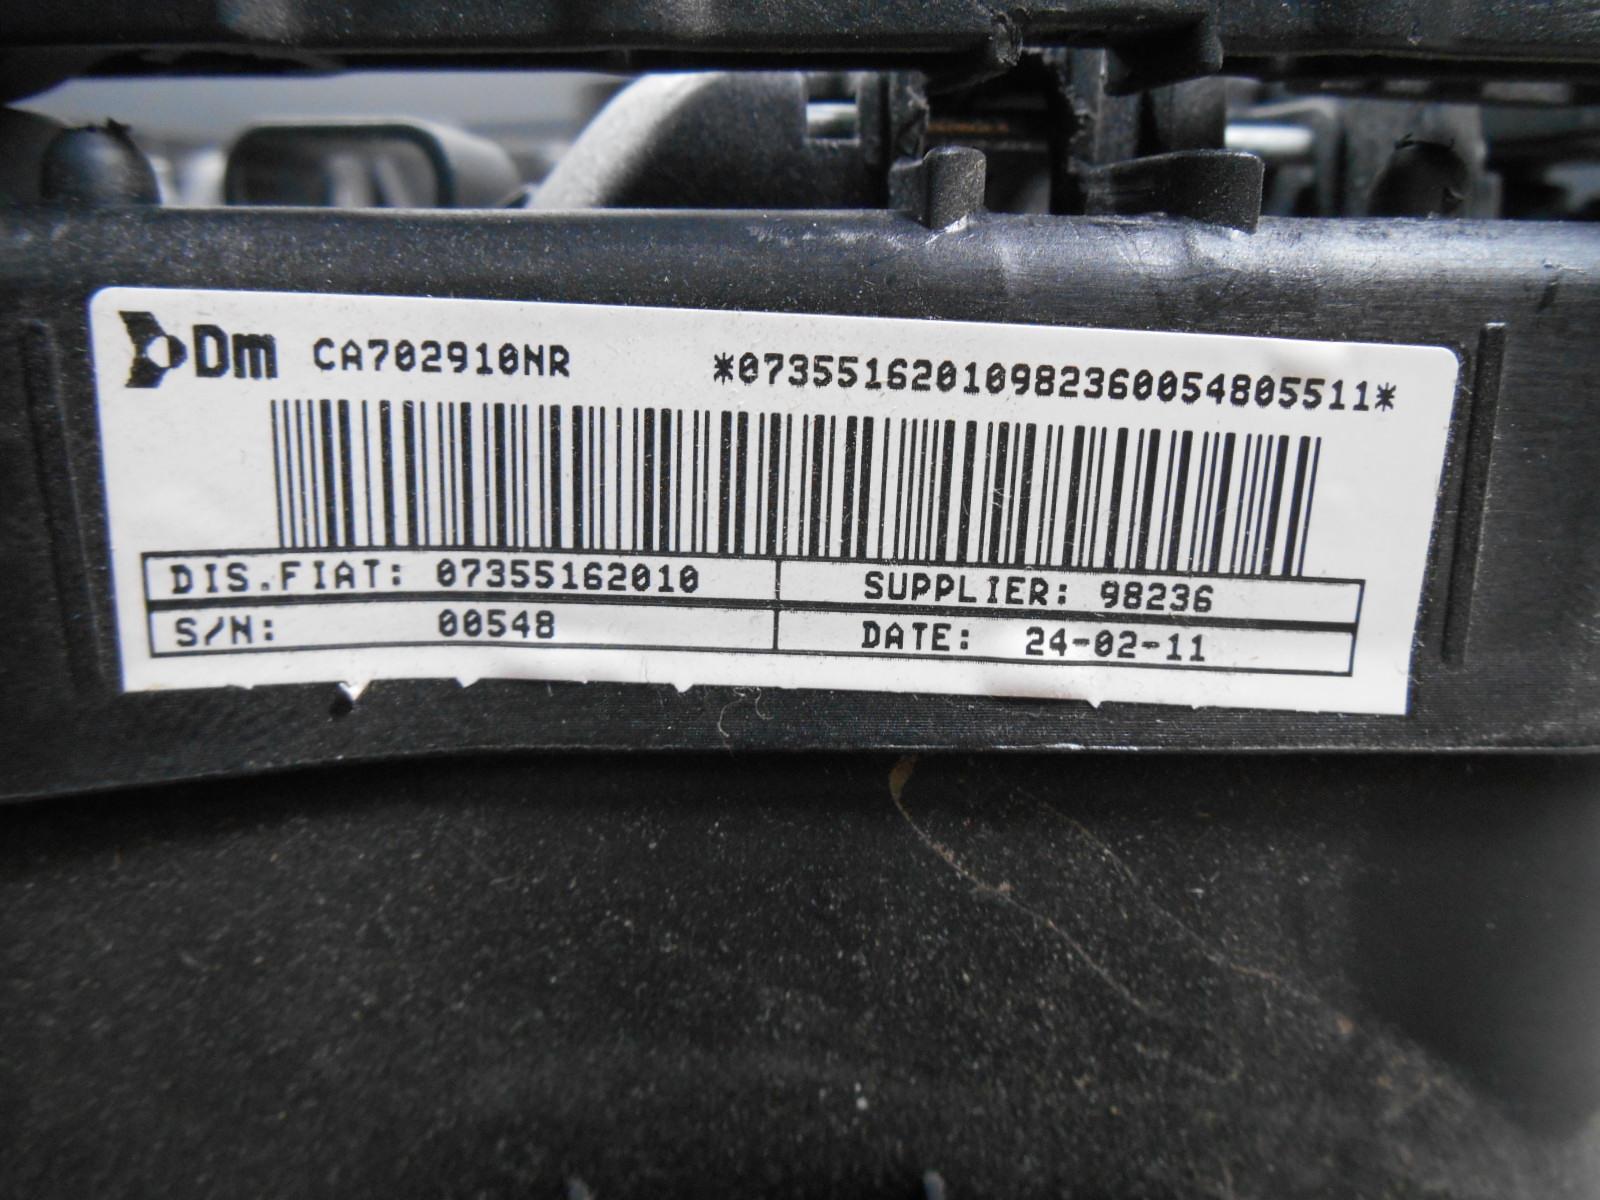 Dm CA702910NR *07355162010982360054805511*
DIS.FIAT: 07355162010 SUPPLIER: 98236
S/N: 00548 DATE: 24-02-11